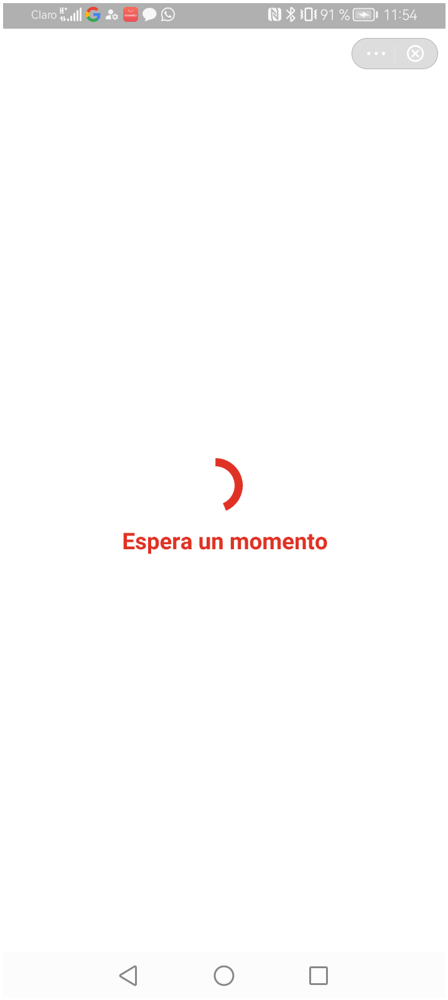 Claro H+ 91 % 11:54
Espera un momento